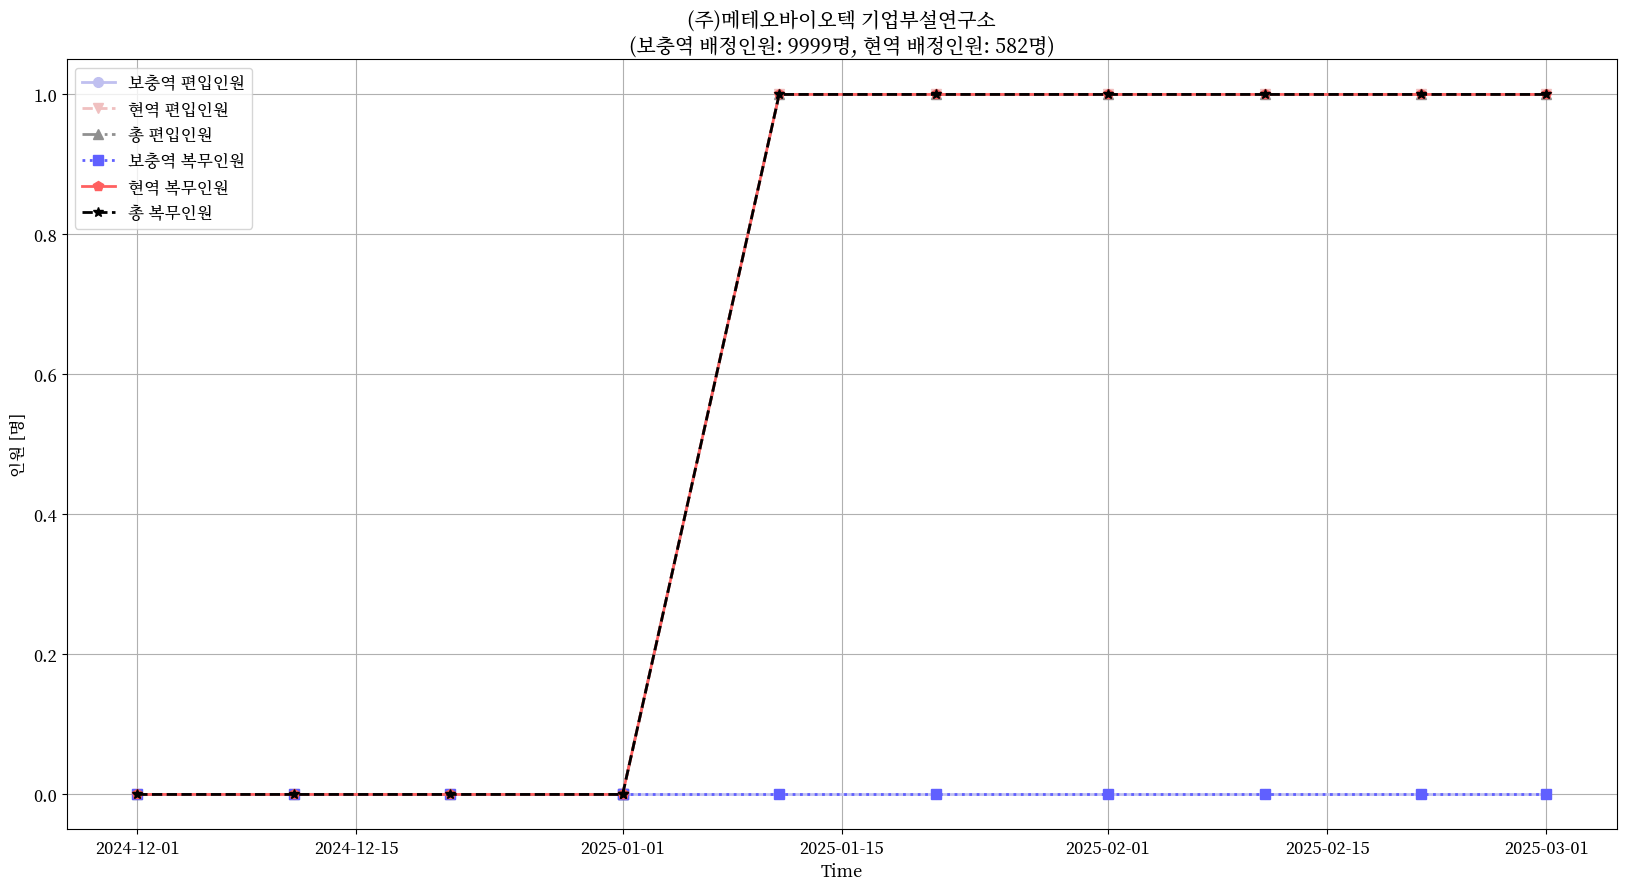 (주)메테오바이오텍 기업부설연구소
(보충역 배정인원: 9999명, 현역 배정인원: 582명)
보충역 편입인원
현역 편입인원
총 편입인원
보충역 복무인원
현역 복무인원
총 복무인원
인원 [명]
1.0
0.8
0.6
0.4
0.2
0.0
2024-12-01
2024-12-15
2025-01-01
2025-01-15
2025-02-01
2025-02-15
2025-03-01
Time